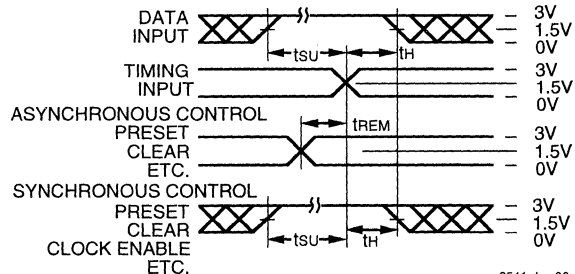 DATA 3V
INPUT 1.5V
0V
tSU tH
TIMING 3V
INPUT 1.5V
0V
ASYNCHRONOUS CONTROL
tREM
PRESET 3V
CLEAR 1.5V
ETC. 0V
SYNCHRONOUS CONTROL
PRESET 3V
CLEAR 1.5V
tSU tH
CLOCK ENABLE 0V
ETC.